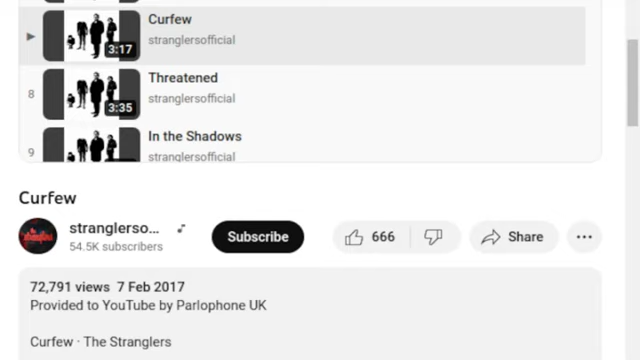 Curfew
stranglersofficial
3:17
8
Threatened
stranglersofficial
3:35
9
In the Shadows
stranglersofficial
Curfew
stranglerso...
54.5K subscribers
Subscribe
666
Share
72,791 views 7 Feb 2017
Provided to YouTube by Parlophone UK
Curfew · The Stranglers